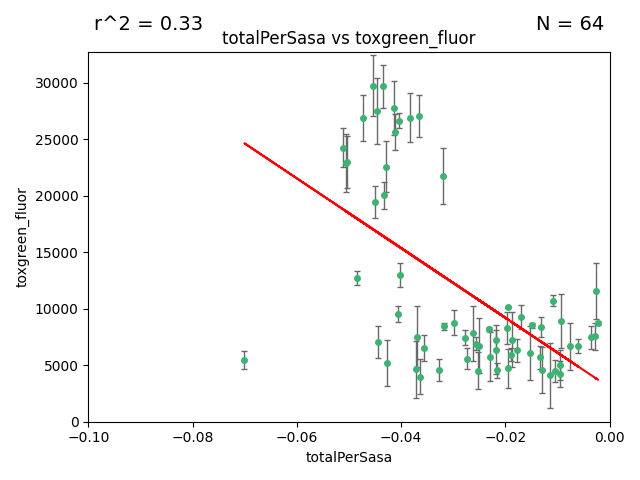 r^2 = 0.33
N = 64
totalPerSasa vs toxgreen_fluor
30000
25000
20000
15000
10000
5000
0
toxgreen_fluor
−0.10
−0.08
−0.06
−0.04
−0.02
0.00
totalPerSasa